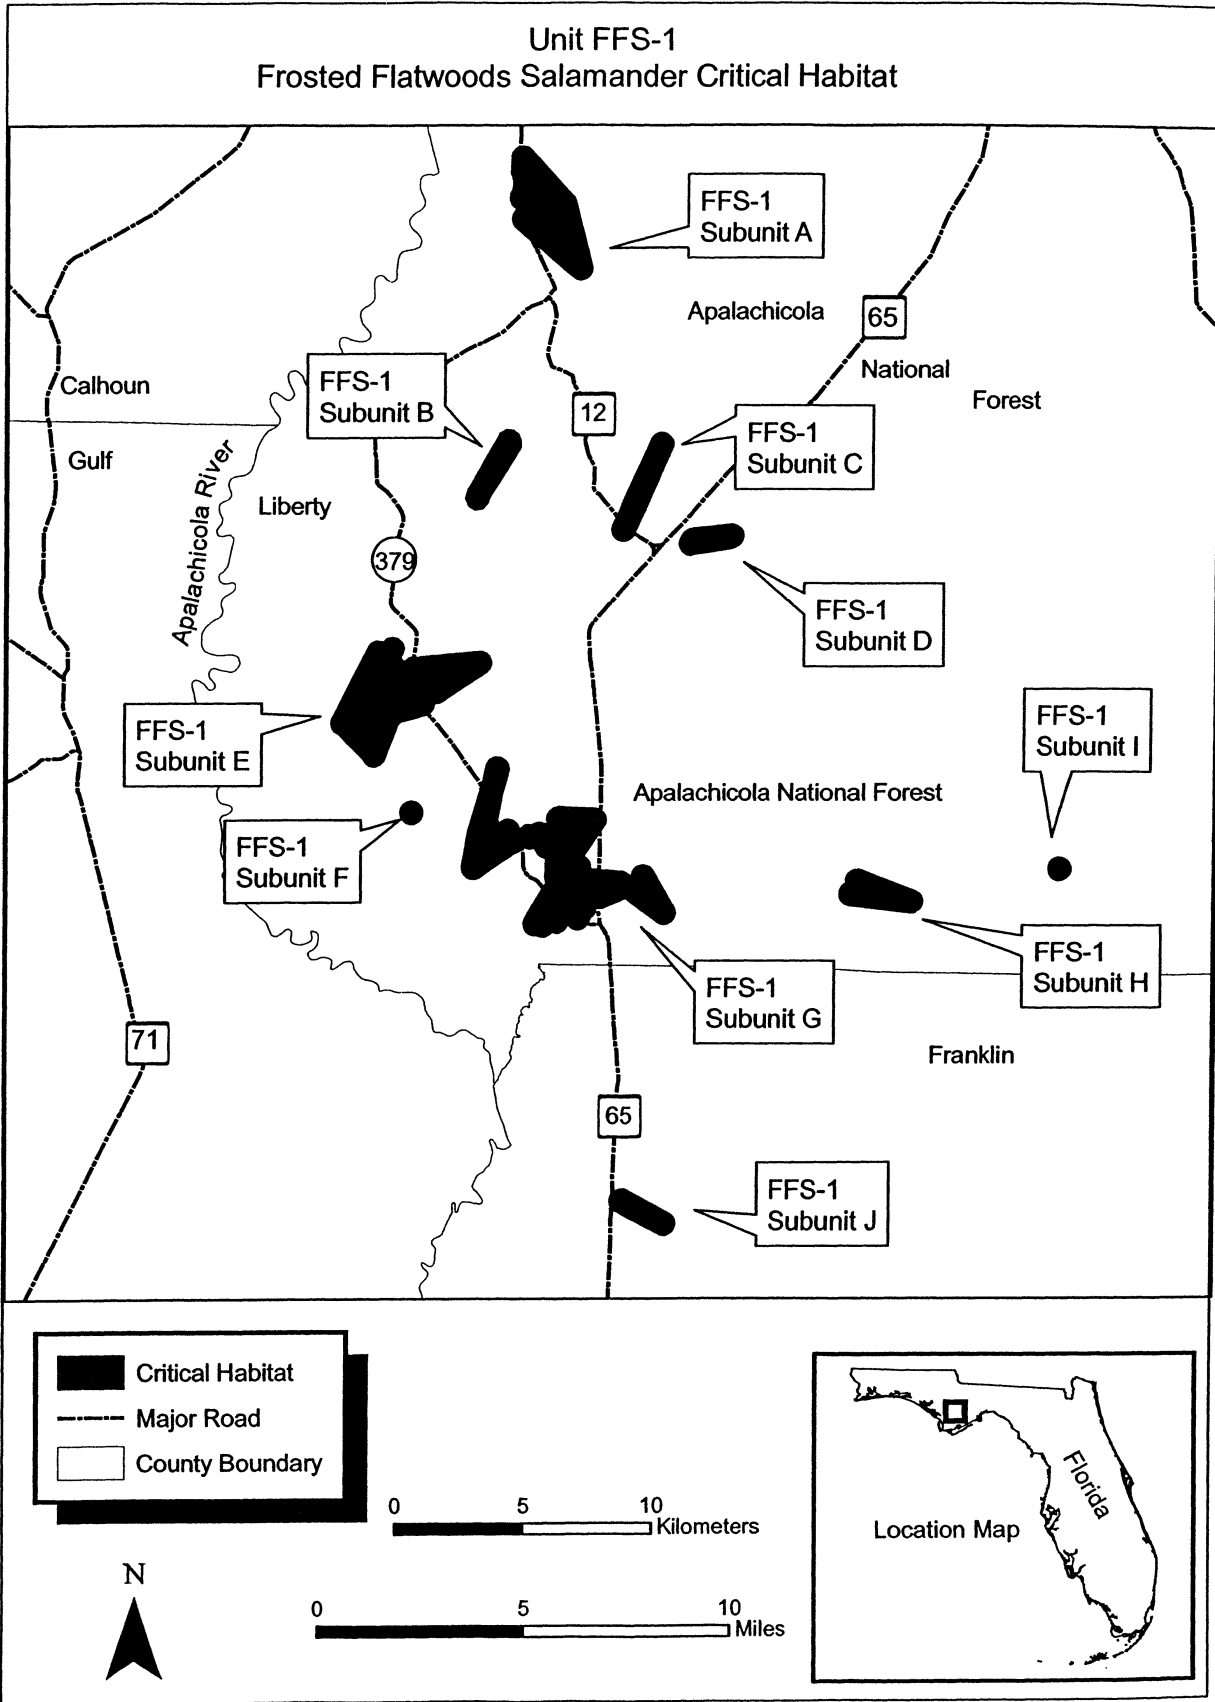 Unit FFS-1
Frosted Flatwoods Salamander Critical Habitat
FFS-1
Subunit A
Apalachicola
65
National
Forest
Calhoun
FFS-1
Subunit B
12
FFS-1
Subunit C
Gulf
Apalachicola River
Liberty
379
FFS-1
Subunit D
FFS-1
Subunit E
FFS-1
Subunit I
Apalachicola National Forest
FFS-1
Subunit F
FFS-1
Subunit H
FFS-1
Subunit G
71
Franklin
65
FFS-1
Subunit J
Critical Habitat
Major Road
County Boundary
0 5 10
Kilometers
N
0 5 10
Miles
Florida
Location Map